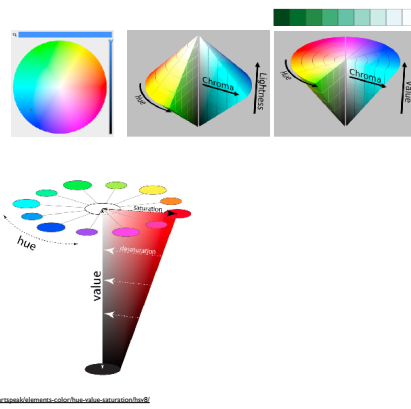 Hue
Chroma
Lightness
Hue
Chroma
Value
saturation
desaturation
hue
value
artspeak/elements-color/hue-value-saturation/hsv8/